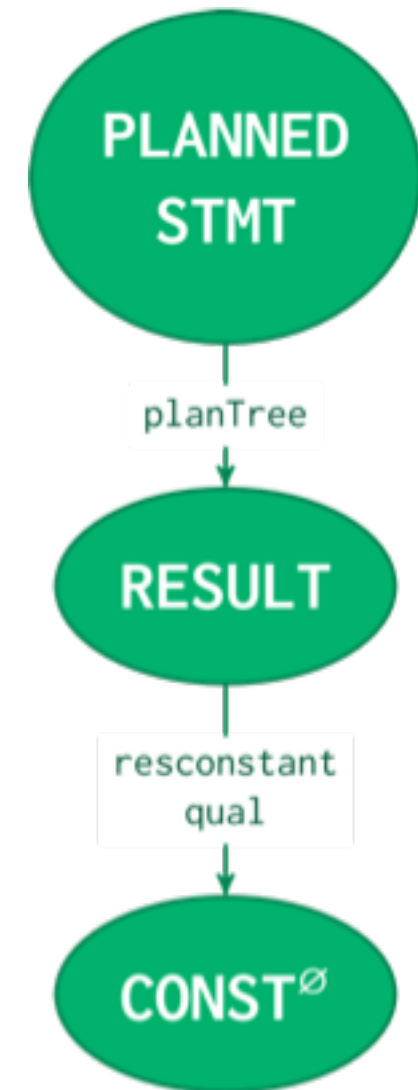 PLANNED
STMT
planTree
RESULT
resconstant
qual
CONST∅